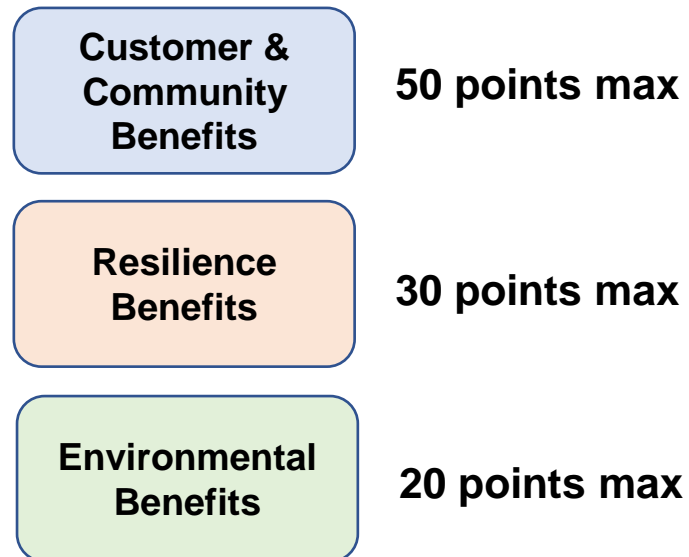 Customer &
Community
Benefits
50 points max
Resilience
Benefits
30 points max
Environmental
Benefits
20 points max